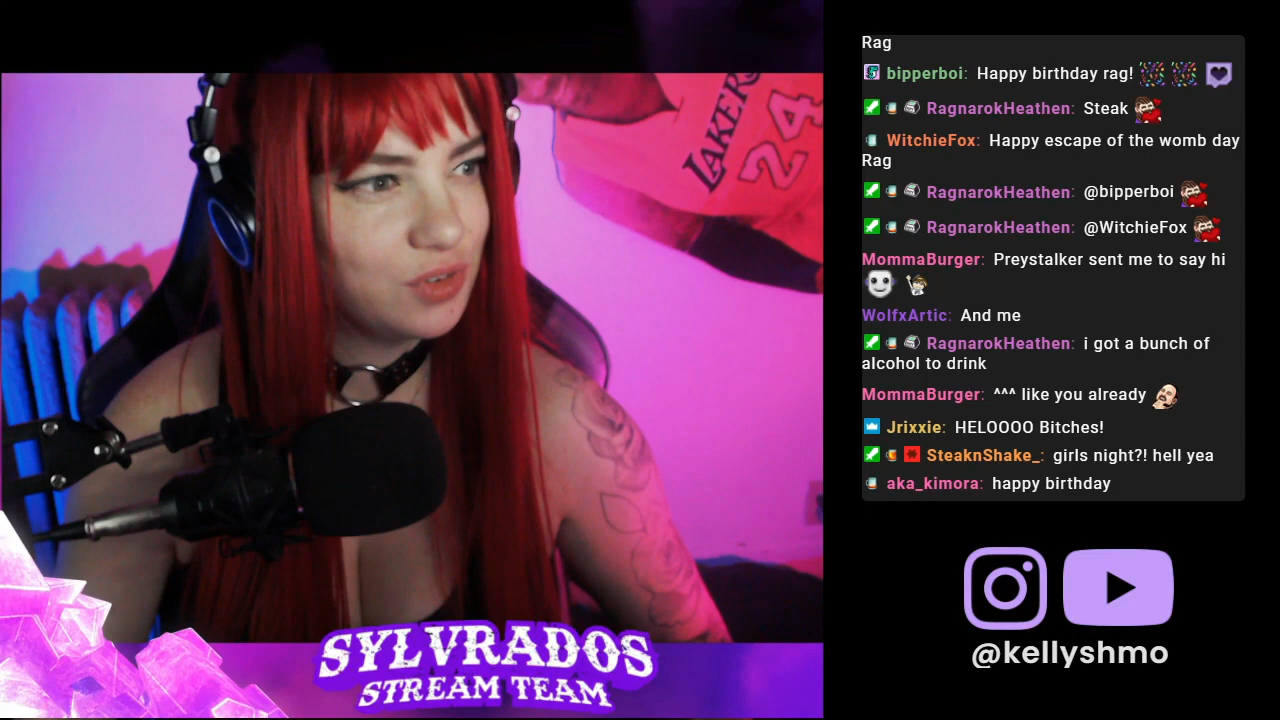 LAKERS
24
SYLVRADOS
STREAM TEAM
Rag
bipperboi: Happy birthday rag!
RagnarokHeathen: Steak
WitchieFox: Happy escape of the womb day
Rag
RagnarokHeathen: @bipperboi
RagnarokHeathen: @WitchieFox
MommaBurger: Preystalker sent me to say hi
WolfxArtic: And me
RagnarokHeathen: i got a bunch of
alcohol to drink
MommaBurger: ^^^ like you already
Jrixxie: HELOOOO Bitches!
SteaknShake_: girls night?! hell yea
aka_kimora: happy birthday
@kellyshmo